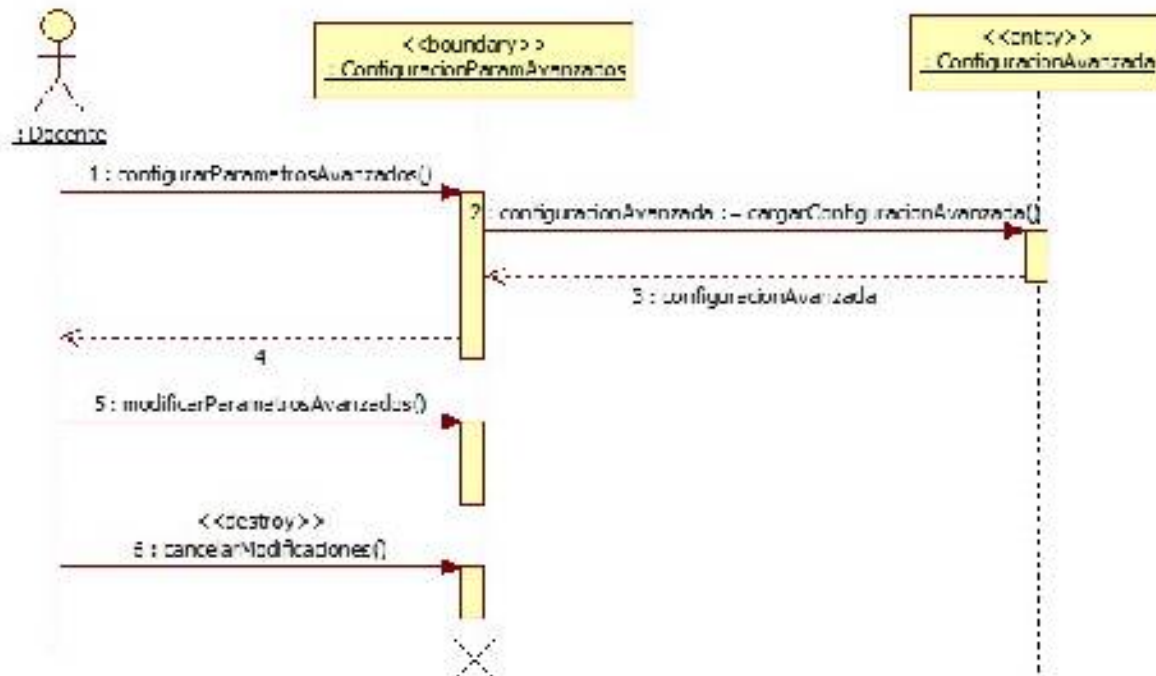 <<boundary>>
: ConfiguracionParamAvanzados
<<entity>>
: ConfiguracionAvanzada
: Docente
1 : configurarParametrosAvanzados()
2 : configuracionAvanzada := cargarConfiguracionAvanzada()
3 : configuracionAvanzada
4
5 : modificarParametrosAvanzados()
<<destroy>>
6 : cancelarModificaciones()